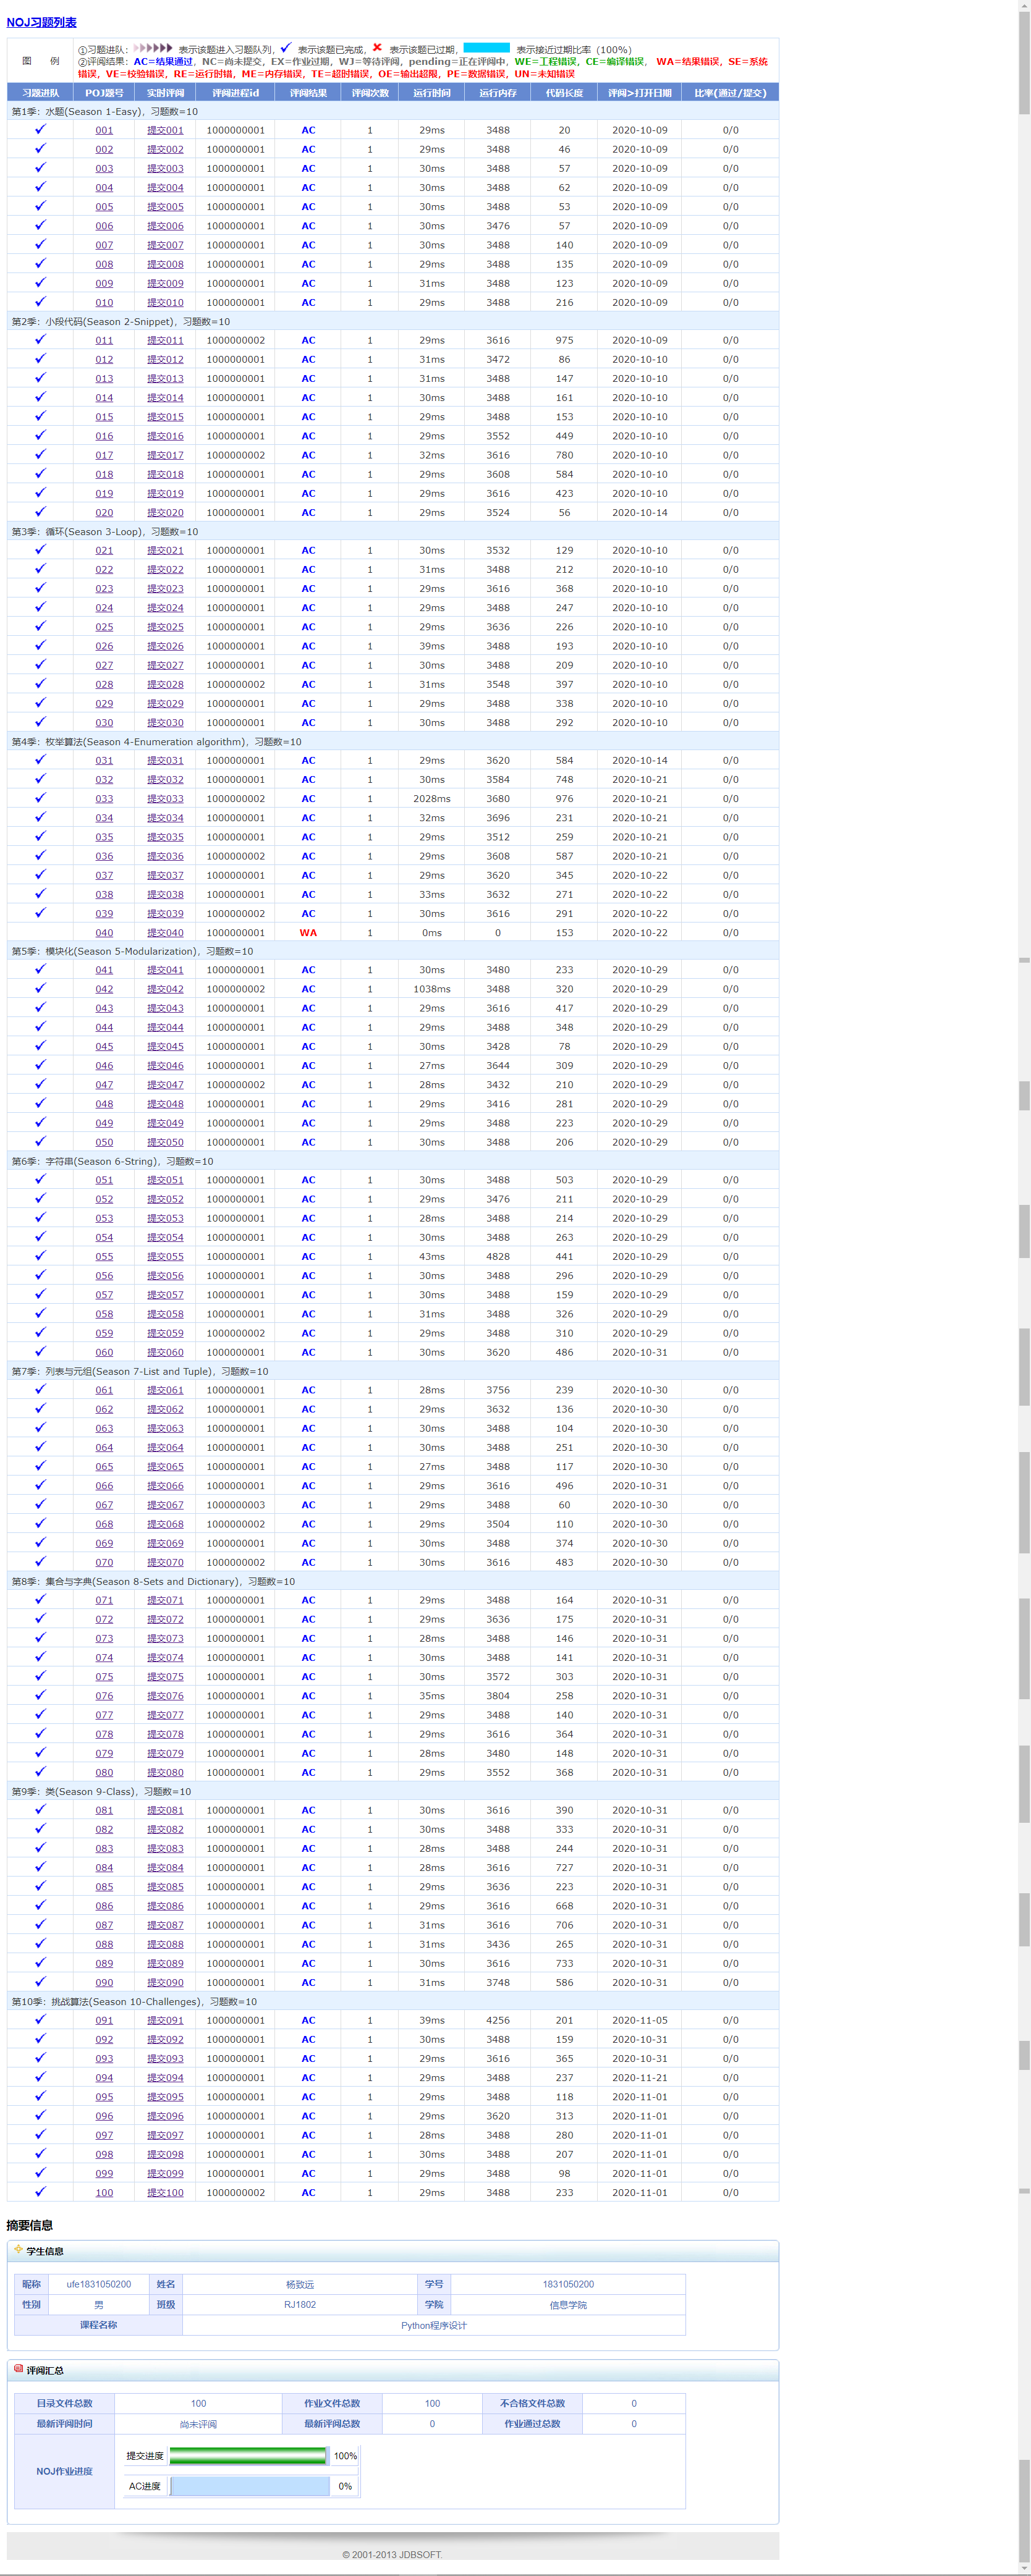 NOJ习题列表
图 例
①习题进队: 表示该题进入习题队列, 表示该题已完成, 表示该题已过期, 表示接近过期比率（100%）
②评阅结果: AC=结果通过, NC=尚未提交, EX=作业过期, WJ=等待评阅, pending=正在评阅中, WE=工程错误, CE=编译错误, WA=结果错误, SE=系统
错误, VE=校验错误, RE=运行时错, ME=内存错误, TE=超时错误, OE=输出超限, PE=数据错误, UN=未知错误
习题进队 POJ题号 实时评阅 评阅进程id 评阅结果 评阅次数 运行时间 运行内存 代码长度 评阅>打开日期 比率(通过/提交)
第1季: 水题(Season 1-Easy), 习题数=10
001 提交001 1000000001 AC 1 29ms 3488 20 2020-10-09 0/0
002 提交002 1000000001 AC 1 29ms 3488 46 2020-10-09 0/0
003 提交003 1000000001 AC 1 30ms 3488 57 2020-10-09 0/0
004 提交004 1000000001 AC 1 30ms 3488 62 2020-10-09 0/0
005 提交005 1000000001 AC 1 30ms 3488 53 2020-10-09 0/0
006 提交006 1000000001 AC 1 30ms 3476 57 2020-10-09 0/0
007 提交007 1000000001 AC 1 30ms 3488 140 2020-10-09 0/0
008 提交008 1000000001 AC 1 29ms 3488 135 2020-10-09 0/0
009 提交009 1000000001 AC 1 31ms 3488 123 2020-10-09 0/0
010 提交010 1000000001 AC 1 29ms 3488 216 2020-10-09 0/0
第2季: 小段代码(Season 2-Snippet), 习题数=10
011 提交011 1000000002 AC 1 29ms 3616 975 2020-10-09 0/0
012 提交012 1000000001 AC 1 31ms 3472 86 2020-10-10 0/0
013 提交013 1000000001 AC 1 31ms 3488 147 2020-10-10 0/0
014 提交014 1000000001 AC 1 30ms 3488 161 2020-10-10 0/0
015 提交015 1000000001 AC 1 29ms 3488 153 2020-10-10 0/0
016 提交016 1000000001 AC 1 29ms 3552 449 2020-10-10 0/0
017 提交017 1000000002 AC 1 32ms 3616 780 2020-10-10 0/0
018 提交018 1000000001 AC 1 29ms 3608 584 2020-10-10 0/0
019 提交019 1000000001 AC 1 29ms 3616 423 2020-10-10 0/0
020 提交020 1000000001 AC 1 29ms 3524 56 2020-10-14 0/0
第3季: 循环(Season 3-Loop), 习题数=10
021 提交021 1000000001 AC 1 30ms 3532 129 2020-10-10 0/0
022 提交022 1000000001 AC 1 31ms 3488 212 2020-10-10 0/0
023 提交023 1000000001 AC 1 29ms 3616 368 2020-10-10 0/0
024 提交024 1000000001 AC 1 29ms 3488 247 2020-10-10 0/0
025 提交025 1000000001 AC 1 29ms 3636 226 2020-10-10 0/0
026 提交026 1000000001 AC 1 39ms 3488 193 2020-10-10 0/0
027 提交027 1000000001 AC 1 30ms 3488 209 2020-10-10 0/0
028 提交028 1000000002 AC 1 31ms 3548 397 2020-10-10 0/0
029 提交029 1000000001 AC 1 29ms 3488 338 2020-10-10 0/0
030 提交030 1000000001 AC 1 30ms 3488 292 2020-10-10 0/0
第4季: 枚举算法(Season 4-Enumeration algorithm), 习题数=10
031 提交031 1000000001 AC 1 29ms 3620 584 2020-10-14 0/0
032 提交032 1000000001 AC 1 30ms 3584 748 2020-10-21 0/0
033 提交033 1000000002 AC 1 2028ms 3680 976 2020-10-21 0/0
034 提交034 1000000001 AC 1 32ms 3696 231 2020-10-21 0/0
035 提交035 1000000001 AC 1 29ms 3512 259 2020-10-21 0/0
036 提交036 1000000002 AC 1 29ms 3608 587 2020-10-21 0/0
037 提交037 1000000001 AC 1 29ms 3620 345 2020-10-22 0/0
038 提交038 1000000001 AC 1 33ms 3632 271 2020-10-22 0/0
039 提交039 1000000002 AC 1 30ms 3616 291 2020-10-22 0/0
040 提交040 1000000001 WA 1 0ms 0 153 2020-10-22 0/0
第5季: 模块化(Season 5-Modularization), 习题数=10
041 提交041 1000000001 AC 1 30ms 3480 233 2020-10-29 0/0
042 提交042 1000000002 AC 1 1038ms 3488 320 2020-10-29 0/0
043 提交043 1000000001 AC 1 29ms 3616 417 2020-10-29 0/0
044 提交044 1000000001 AC 1 29ms 3488 348 2020-10-29 0/0
045 提交045 1000000001 AC 1 30ms 3428 78 2020-10-29 0/0
046 提交046 1000000001 AC 1 27ms 3644 309 2020-10-29 0/0
047 提交047 1000000002 AC 1 28ms 3432 210 2020-10-29 0/0
048 提交048 1000000001 AC 1 29ms 3416 281 2020-10-29 0/0
049 提交049 1000000001 AC 1 29ms 3488 223 2020-10-29 0/0
050 提交050 1000000001 AC 1 30ms 3488 206 2020-10-29 0/0
第6季: 字符串(Season 6-String), 习题数=10
051 提交051 1000000001 AC 1 30ms 3488 503 2020-10-29 0/0
052 提交052 1000000001 AC 1 29ms 3476 211 2020-10-29 0/0
053 提交053 1000000001 AC 1 28ms 3488 214 2020-10-29 0/0
054 提交054 1000000001 AC 1 30ms 3488 263 2020-10-29 0/0
055 提交055 1000000001 AC 1 43ms 4828 441 2020-10-29 0/0
056 提交056 1000000001 AC 1 30ms 3488 296 2020-10-29 0/0
057 提交057 1000000001 AC 1 30ms 3488 159 2020-10-29 0/0
058 提交058 1000000001 AC 1 31ms 3488 326 2020-10-29 0/0
059 提交059 1000000002 AC 1 29ms 3488 310 2020-10-29 0/0
060 提交060 1000000001 AC 1 30ms 3620 486 2020-10-31 0/0
第7季: 列表与元组(Season 7-List and Tuple), 习题数=10
061 提交061 1000000001 AC 1 28ms 3756 239 2020-10-30 0/0
062 提交062 1000000001 AC 1 29ms 3632 136 2020-10-30 0/0
063 提交063 1000000001 AC 1 30ms 3488 104 2020-10-30 0/0
064 提交064 1000000001 AC 1 30ms 3488 251 2020-10-30 0/0
065 提交065 1000000001 AC 1 27ms 3488 117 2020-10-30 0/0
066 提交066 1000000001 AC 1 29ms 3616 496 2020-10-31 0/0
067 提交067 1000000003 AC 1 29ms 3488 60 2020-10-30 0/0
068 提交068 1000000002 AC 1 29ms 3504 110 2020-10-30 0/0
069 提交069 1000000001 AC 1 30ms 3488 374 2020-10-30 0/0
070 提交070 1000000002 AC 1 30ms 3616 483 2020-10-30 0/0
第8季: 集合与字典(Season 8-Sets and Dictionary), 习题数=10
071 提交071 1000000001 AC 1 29ms 3488 164 2020-10-31 0/0
072 提交072 1000000001 AC 1 29ms 3636 175 2020-10-31 0/0
073 提交073 1000000001 AC 1 28ms 3488 146 2020-10-31 0/0
074 提交074 1000000001 AC 1 30ms 3488 141 2020-10-31 0/0
075 提交075 1000000001 AC 1 30ms 3572 303 2020-10-31 0/0
076 提交076 1000000001 AC 1 35ms 3804 258 2020-10-31 0/0
077 提交077 1000000001 AC 1 29ms 3488 140 2020-10-31 0/0
078 提交078 1000000001 AC 1 29ms 3616 364 2020-10-31 0/0
079 提交079 1000000001 AC 1 28ms 3480 148 2020-10-31 0/0
080 提交080 1000000001 AC 1 29ms 3552 368 2020-10-31 0/0
第9季: 类(Season 9-Class), 习题数=10
081 提交081 1000000001 AC 1 30ms 3616 390 2020-10-31 0/0
082 提交082 1000000001 AC 1 30ms 3488 333 2020-10-31 0/0
083 提交083 1000000001 AC 1 28ms 3488 244 2020-10-31 0/0
084 提交084 1000000001 AC 1 28ms 3616 727 2020-10-31 0/0
085 提交085 1000000001 AC 1 29ms 3636 223 2020-10-31 0/0
086 提交086 1000000001 AC 1 29ms 3616 668 2020-10-31 0/0
087 提交087 1000000001 AC 1 31ms 3616 706 2020-10-31 0/0
088 提交088 1000000001 AC 1 31ms 3436 265 2020-10-31 0/0
089 提交089 1000000001 AC 1 30ms 3616 733 2020-10-31 0/0
090 提交090 1000000001 AC 1 31ms 3748 586 2020-10-31 0/0
第10季: 挑战算法(Season 10-Challenges), 习题数=10
091 提交091 1000000001 AC 1 39ms 4256 201 2020-11-05 0/0
092 提交092 1000000001 AC 1 30ms 3488 159 2020-10-31 0/0
093 提交093 1000000001 AC 1 29ms 3616 365 2020-10-31 0/0
094 提交094 1000000001 AC 1 29ms 3488 237 2020-11-21 0/0
095 提交095 1000000001 AC 1 29ms 3488 118 2020-11-01 0/0
096 提交096 1000000001 AC 1 29ms 3620 313 2020-11-01 0/0
097 提交097 1000000001 AC 1 28ms 3488 280 2020-11-01 0/0
098 提交098 1000000001 AC 1 30ms 3488 207 2020-11-01 0/0
099 提交099 1000000001 AC 1 29ms 3488 98 2020-11-01 0/0
100 提交100 1000000002 AC 1 29ms 3488 233 2020-11-01 0/0
摘要信息
学生信息
昵称 ufe1831050200 姓名 杨致远 学号 1831050200
性别 男 班级 RJ1802 学院 信息学院
课程名称 Python程序设计
评阅汇总
目录文件总数 100 作业文件总数 100 不合格文件总数 0
最新评阅时间 尚未评阅 最新评阅总数 0 作业通过总数 0
NOJ作业进度
提交进度 100%
AC进度 0%
© 2001-2013 JDBSOFT.